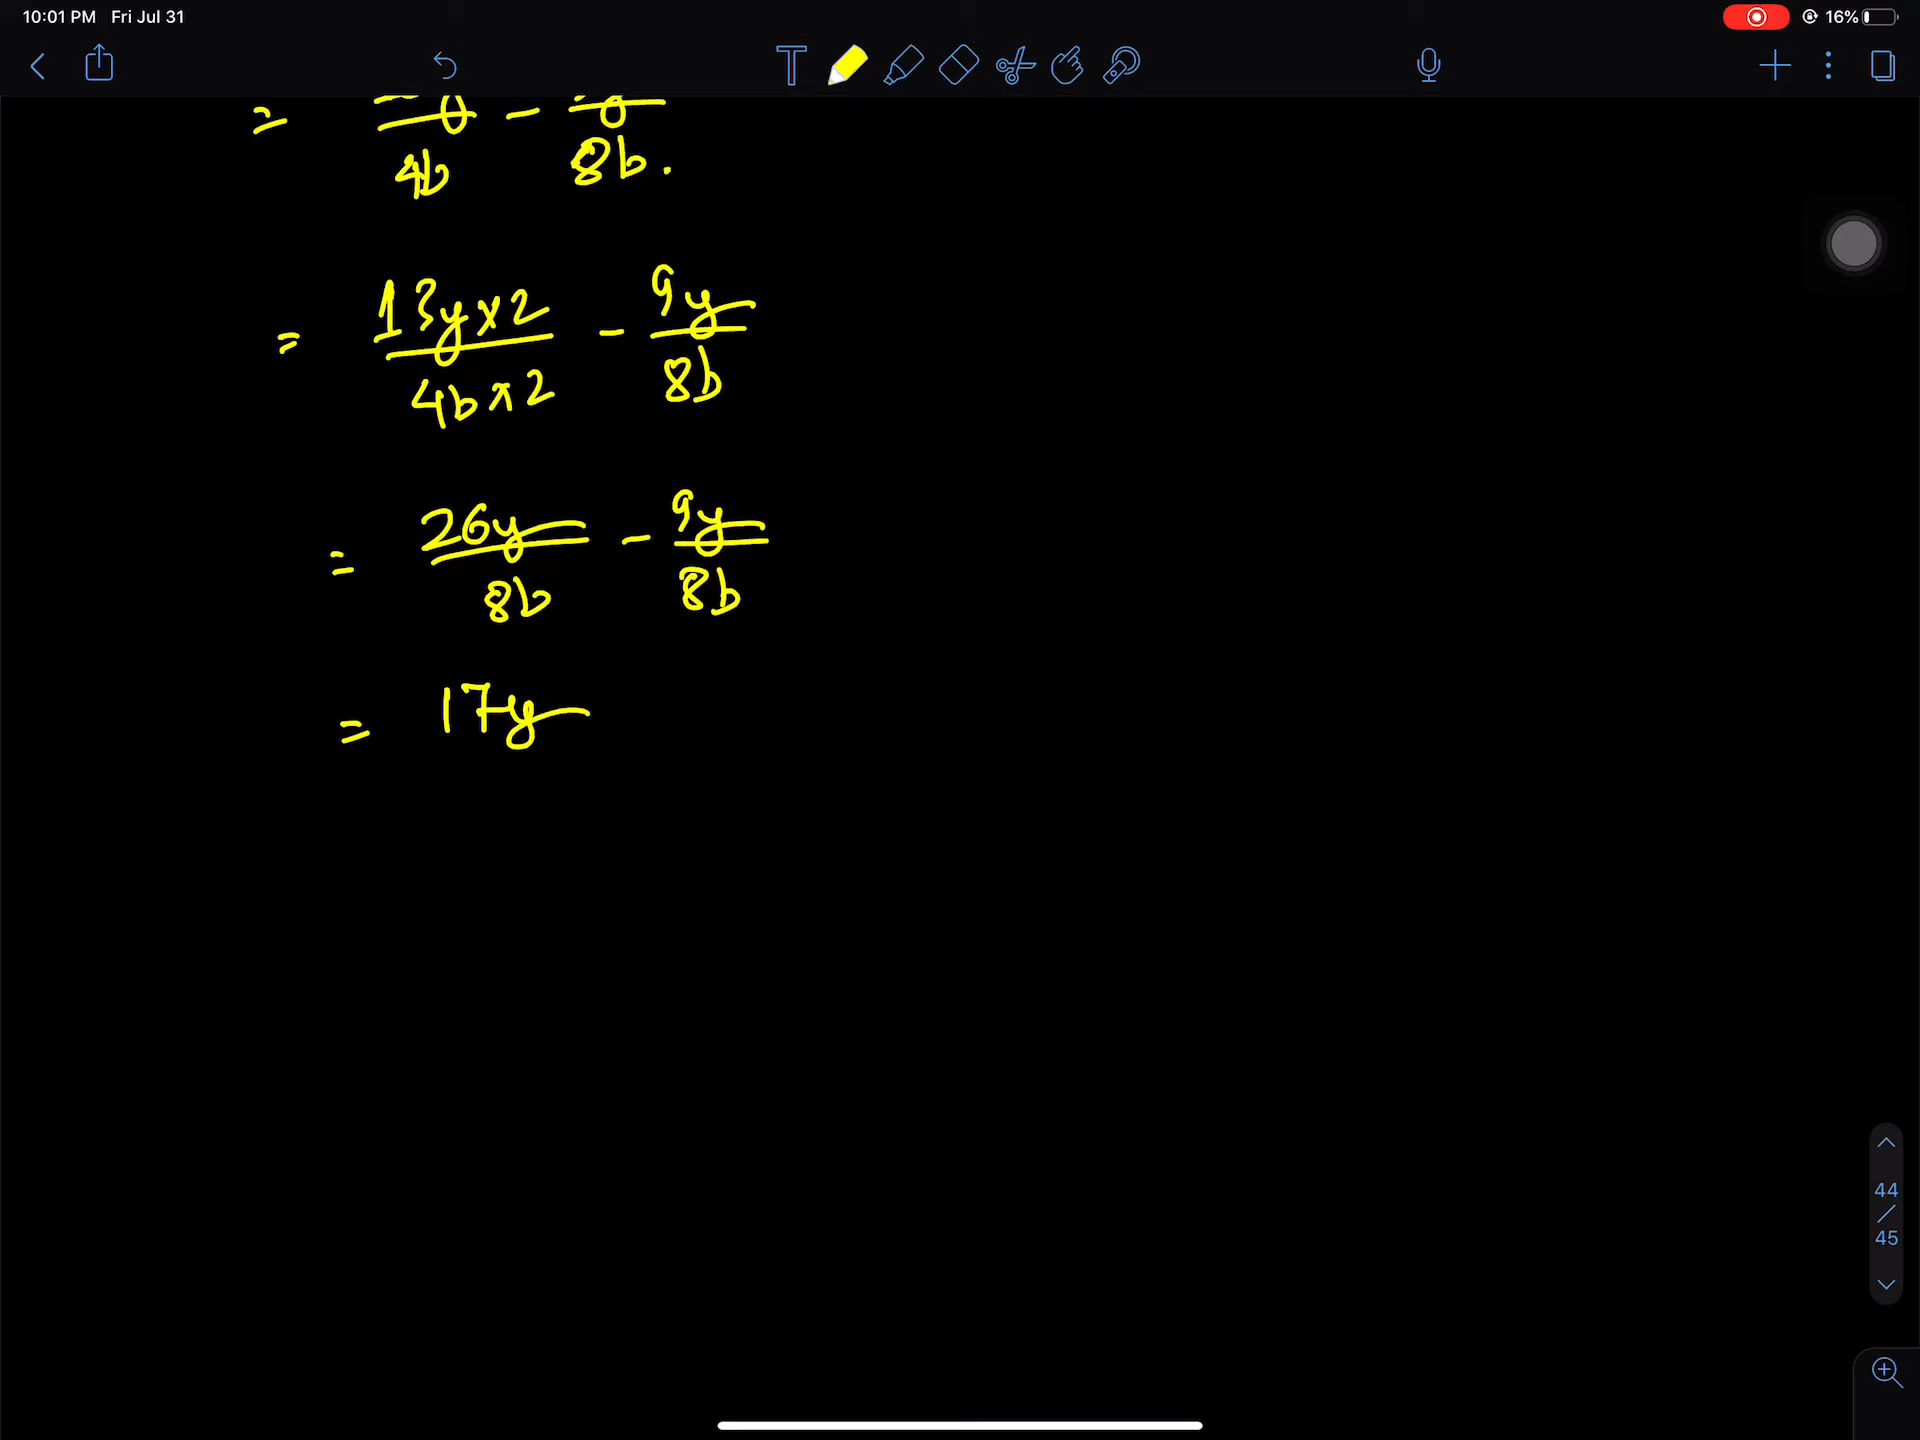 10:01 PM Fri Jul 31
16%
T
=  - 
4b 8b.
= 13y×2 - 9y
4b×2 8b
= 26y - 9y
8b 8b
= 17y
44
/
45